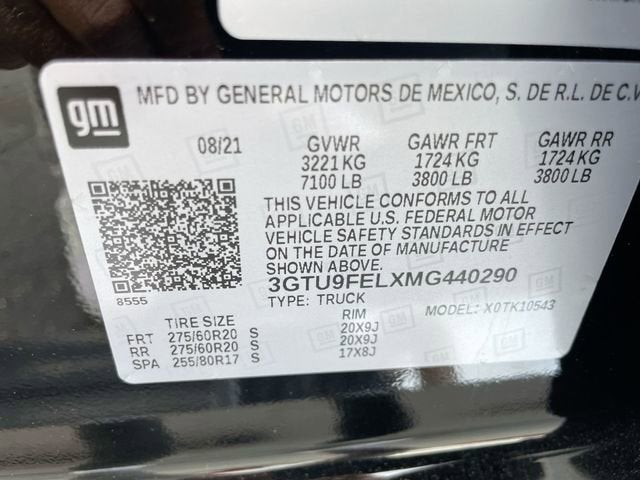 gm
MFD BY GENERAL MOTORS DE MEXICO, S. DE R.L. DE C.V
08/21 GVWR GAWR FRT GAWR RR
3221 KG 1724 KG 1724 KG
7100 LB 3800 LB 3800 LB
THIS VEHICLE CONFORMS TO ALL
APPLICABLE U.S. FEDERAL MOTOR
VEHICLE SAFETY STANDARDS IN EFFECT
ON THE DATE OF MANUFACTURE
SHOWN ABOVE.
3GTU9FELXMG440290
8555
TYPE: TRUCK MODEL: X0TK10543
TIRE SIZE RIM
FRT 275/60R20 S 20X9J
RR 275/60R20 S 20X9J
SPA 255/80R17 S 17X8J